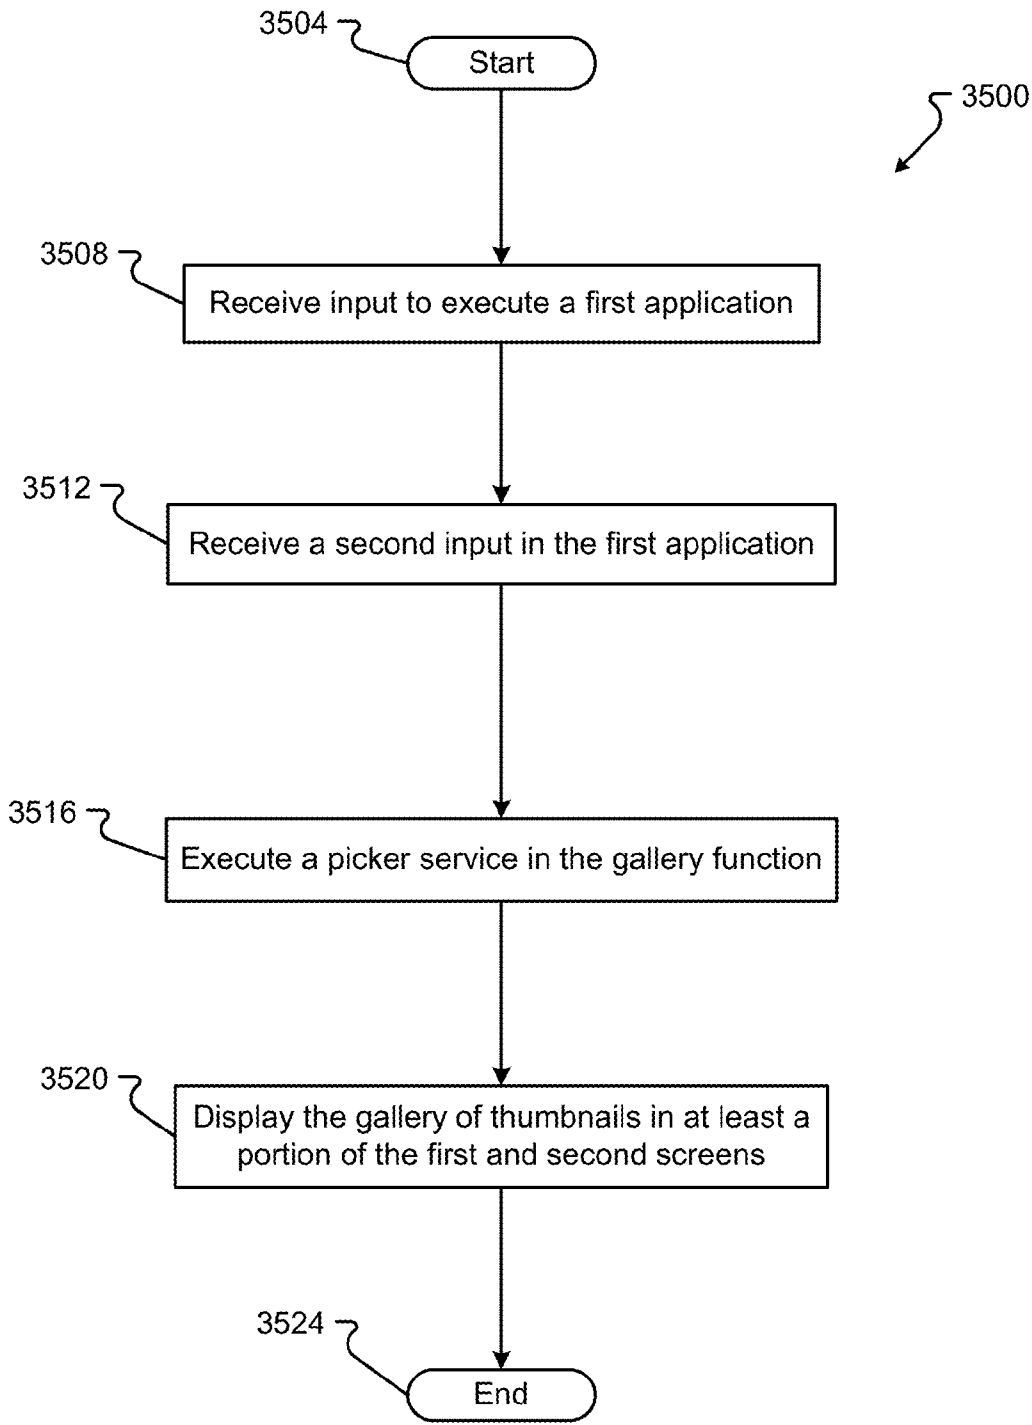 3504
Start
3500
3508
Receive input to execute a first application
3512
Receive a second input in the first application
3516
Execute a picker service in the gallery function
3520
Display the gallery of thumbnails in at least a
portion of the first and second screens
3524
End